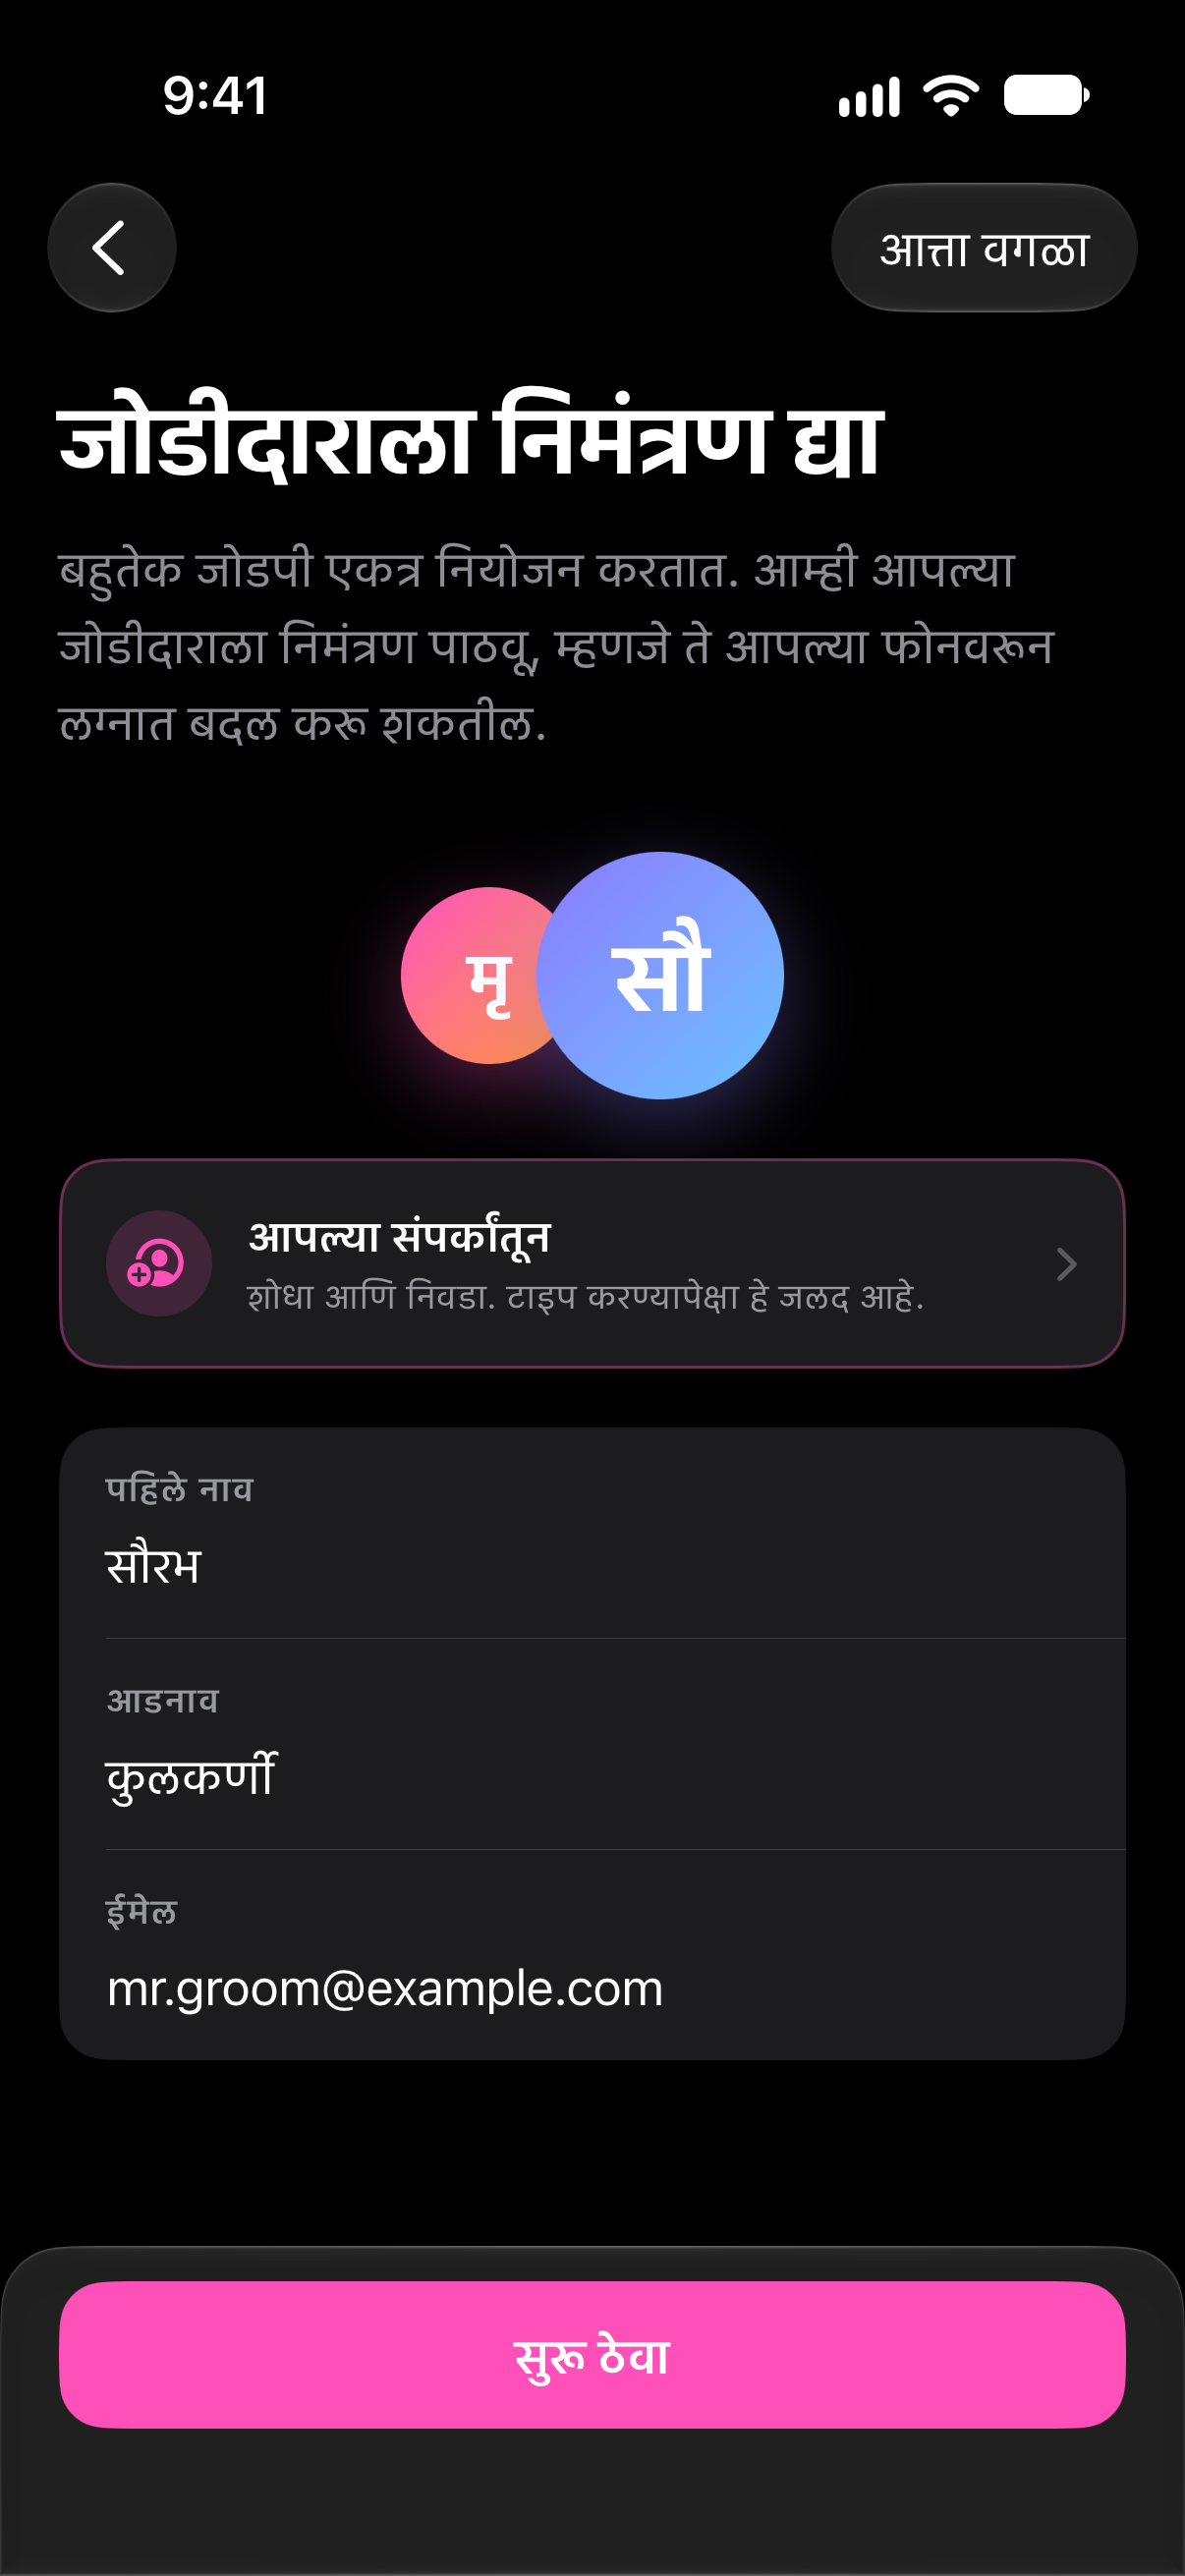 9:41
आत्ता वगळा
जोडीदाराला निमंत्रण द्या
बहुतेक जोडपी एकत्र नियोजन करतात. आम्ही आपल्या
जोडीदाराला निमंत्रण पाठवू, म्हणजे ते आपल्या फोनवरून
लग्नात बदल करू शकतील.
मृ
सौ
आपल्या संपर्कांतून
शोधा आणि निवडा. टाइप करण्यापेक्षा हे जलद आहे.
पहिले नाव
सौरभ
आडनाव
कुलकर्णी
ईमेल
mr.groom@example.com
सुरू ठेवा